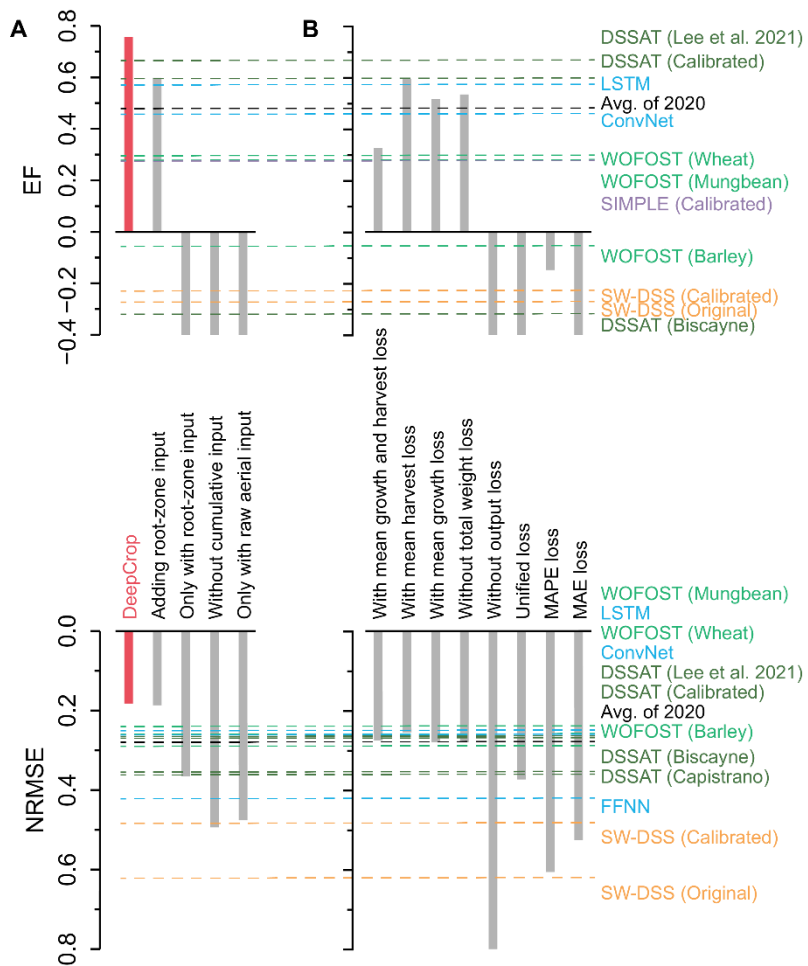 A
B
EF
0.8
0.6
0.4
0.2
0.0
−0.2
−0.4
DSSAT (Lee et al. 2021)
DSSAT (Calibrated)
LSTM
Avg. of 2020
ConvNet
WOFOST (Wheat)
WOFOST (Mungbean)
SIMPLE (Calibrated)
WOFOST (Barley)
SW-DSS (Calibrated)
SW-DSS (Original)
DSSAT (Biscayne)
DeepCrop
Adding root-zone input
Only with root-zone input
Without cumulative input
Only with raw aerial input
With mean growth and harvest loss
With mean harvest loss
With mean growth loss
Without total weight loss
Without output loss
Unified loss
MAPE loss
MAE loss
NRMSE
0.0
0.2
0.4
0.6
0.8
WOFOST (Mungbean)
LSTM
WOFOST (Wheat)
ConvNet
DSSAT (Lee et al. 2021)
DSSAT (Calibrated)
Avg. of 2020
WOFOST (Barley)
DSSAT (Biscayne)
DSSAT (Capistrano)
FFNN
SW-DSS (Calibrated)
SW-DSS (Original)